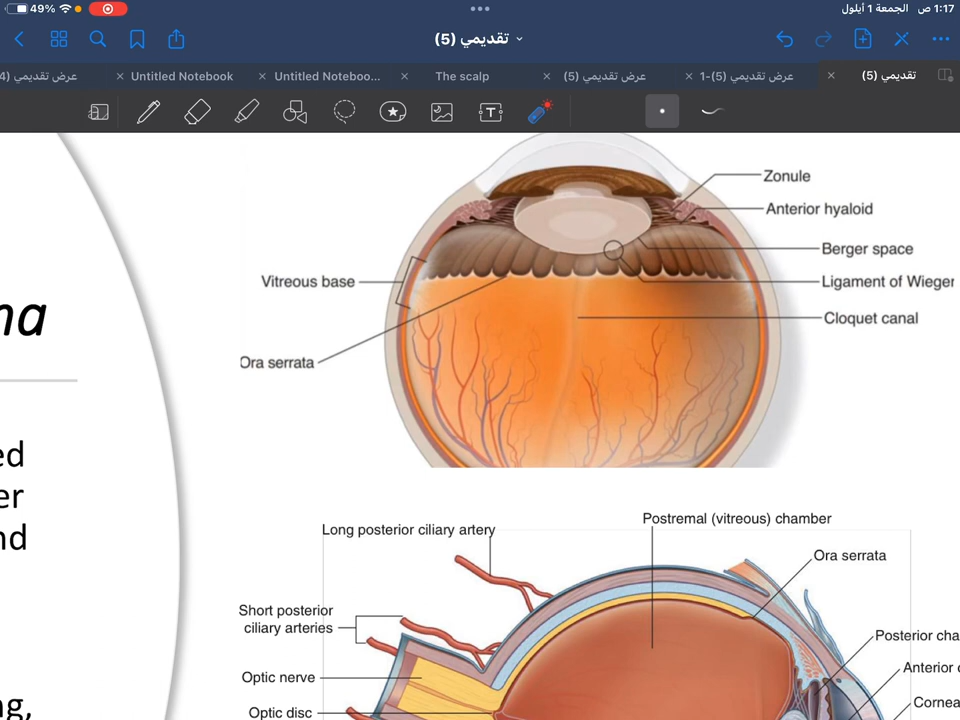 49%
1:17 ص الجمعة 1 أيلول
تقديمي (5)
عرض تقديمي (4
Untitled Notebook
Untitled Noteboo...
The scalp
عرض تقديمي (5)
عرض تقديمي (5)-1
تقديمي (5)
Zonule
Anterior hyaloid
Berger space
Vitreous base
Ligament of Wieger
Cloquet canal
na
Ora serrata
ed
er
nd
Postremal (vitreous) chamber
Long posterior ciliary artery
Ora serrata
Short posterior
ciliary arteries
Posterior cha
Anterior c
Optic nerve
Cornea
Optic disc
ng,